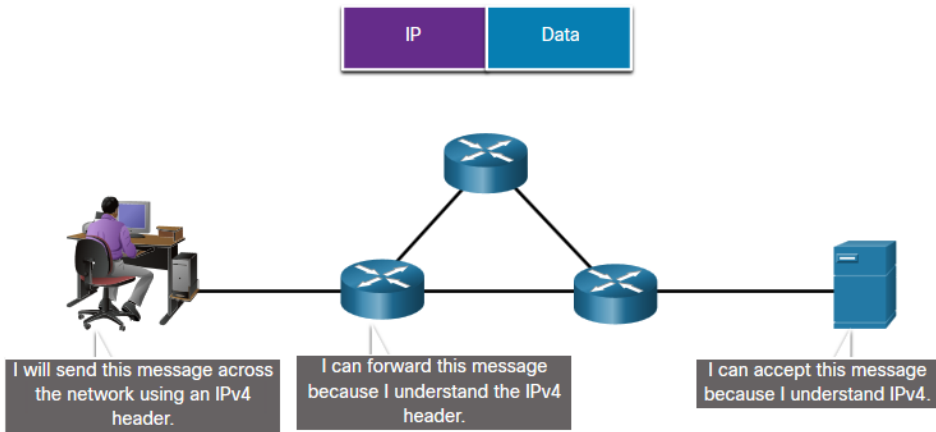 IP
Data
I will send this message across
the network using an IPv4
header.
I can forward this message
because I understand the IPv4
header.
I can accept this message
because I understand IPv4.